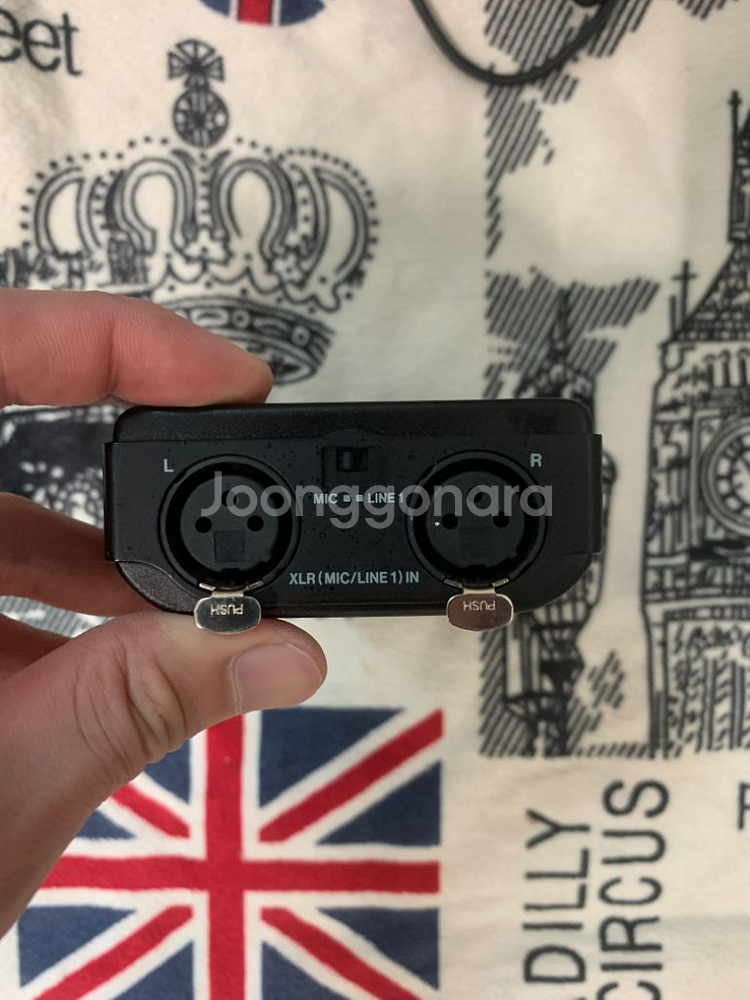 eet
L
R
MIC LINE 1
Joonggonara
XLR (MIC/LINE 1) IN
PUSH
PUSH
DILLY
CIRCUS